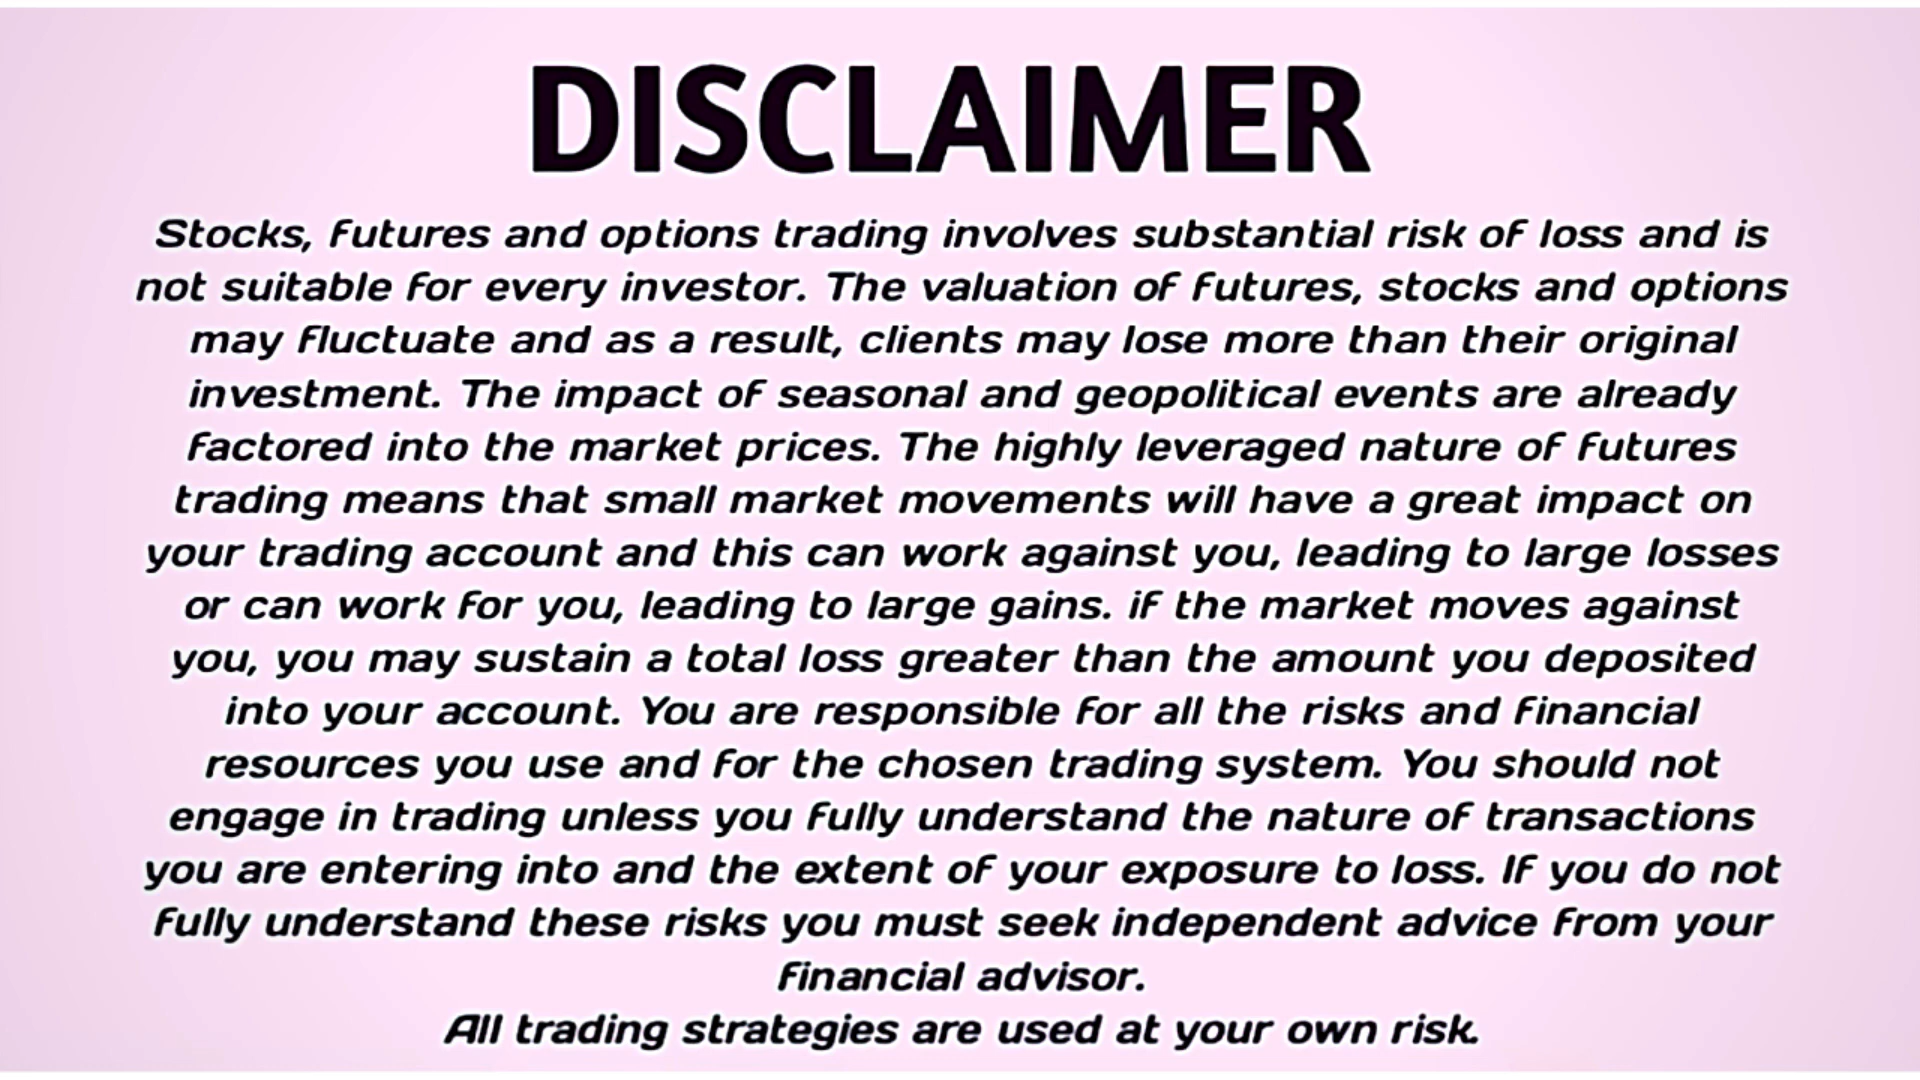 DISCLAIMER
Stocks, futures and options trading involves substantial risk of loss and is
not suitable for every investor. The valuation of futures, stocks and options
may fluctuate and as a result, clients may lose more than their original
investment. The impact of seasonal and geopolitical events are already
factored into the market prices. The highly leveraged nature of futures
trading means that small market movements will have a great impact on
your trading account and this can work against you, leading to large losses
or can work for you, leading to large gains. if the market moves against
you, you may sustain a total loss greater than the amount you deposited
into your account. You are responsible for all the risks and financial
resources you use and for the chosen trading system. You should not
engage in trading unless you fully understand the nature of transactions
you are entering into and the extent of your exposure to loss. If you do not
fully understand these risks you must seek independent advice from your
financial advisor.
All trading strategies are used at your own risk.